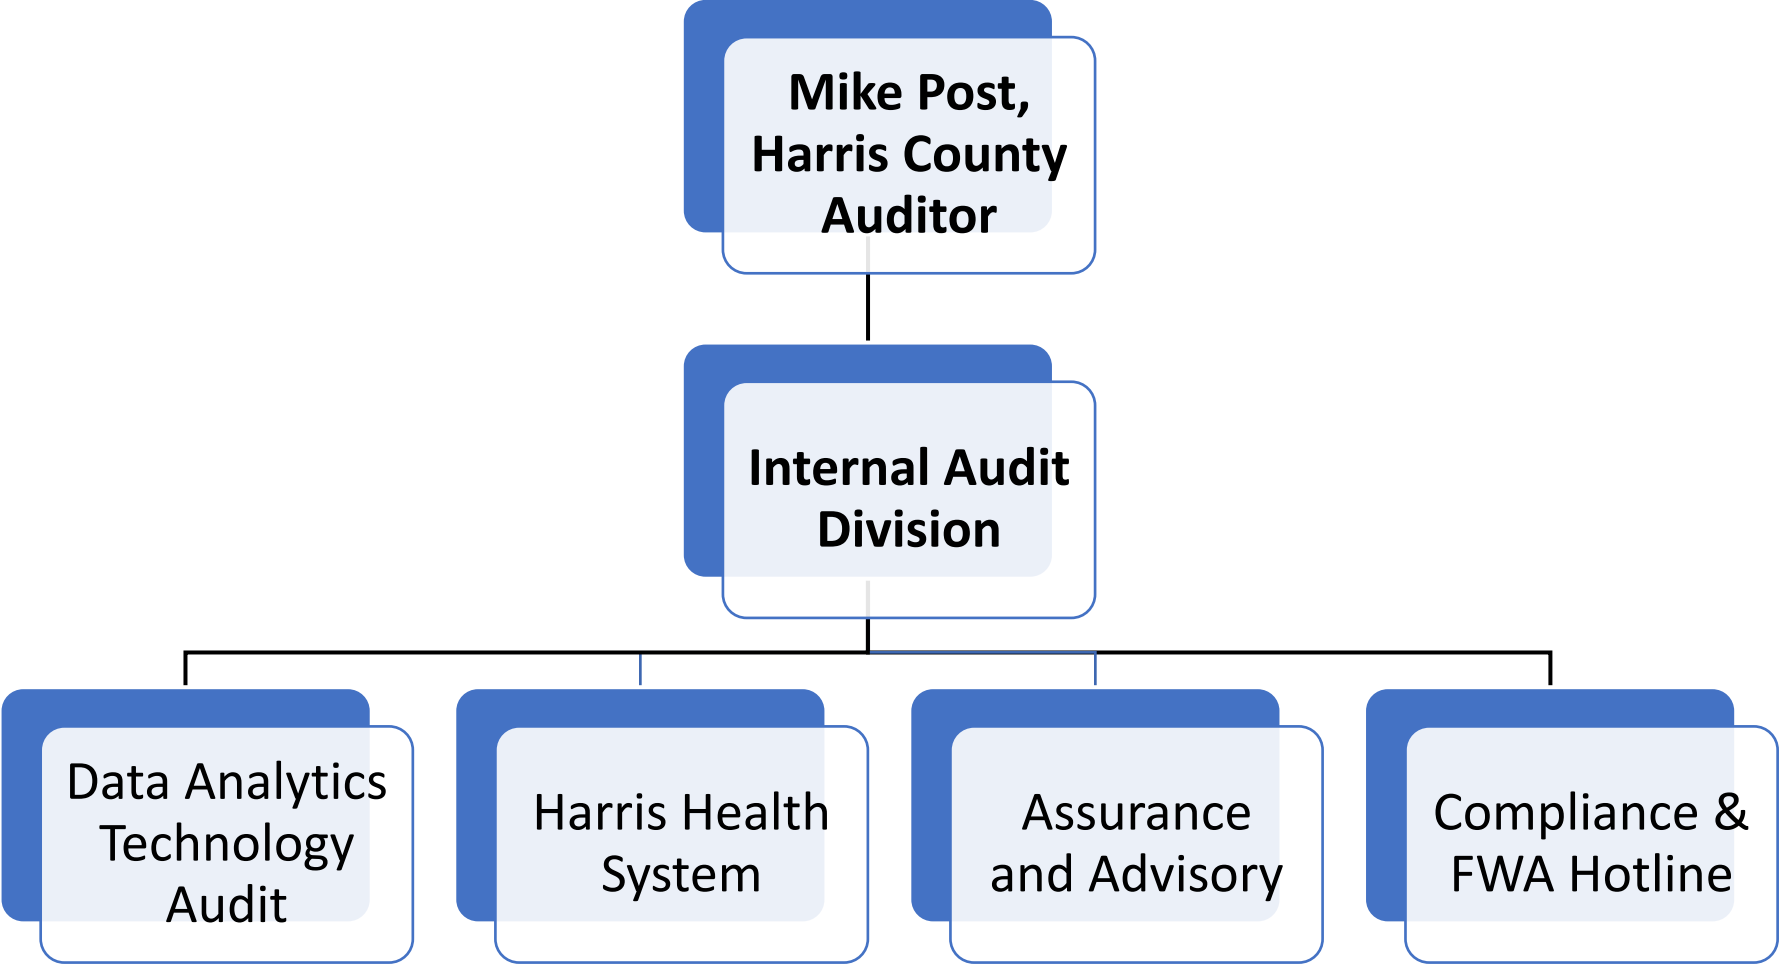 Mike Post,
Harris County
Auditor
Internal Audit
Division
Data Analytics
Technology
Audit
Harris Health
System
Assurance
and Advisory
Compliance &
FWA Hotline